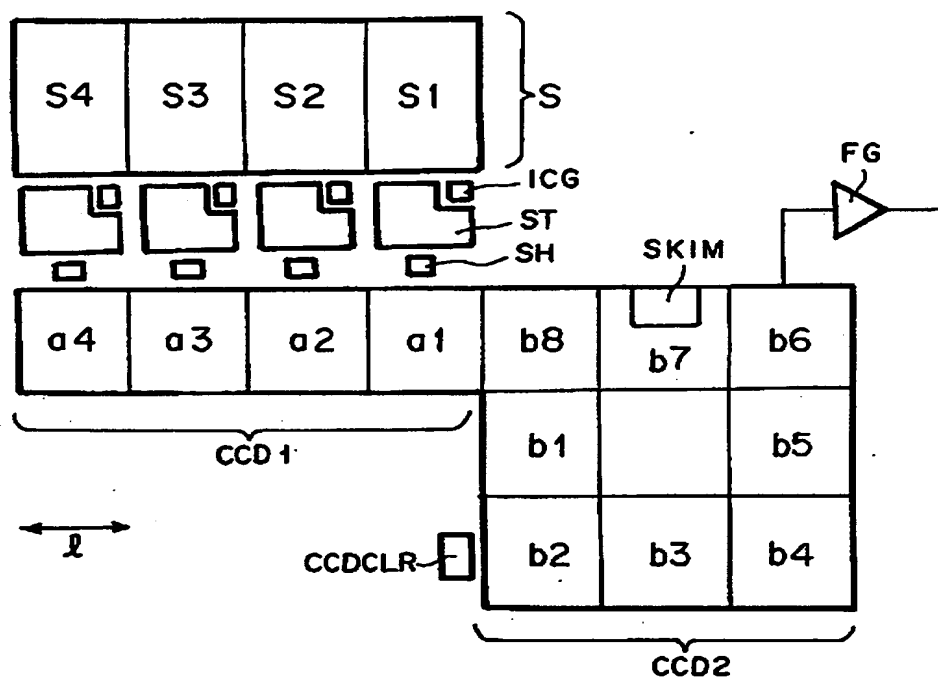 S4 S3 S2 S1 S
FG
ICG
ST
SH
SKIM
a4 a3 a2 a1 b8 b7 b6
CCD1
b1 b5
ℓ
CCDCLR
b2 b3 b4
CCD2